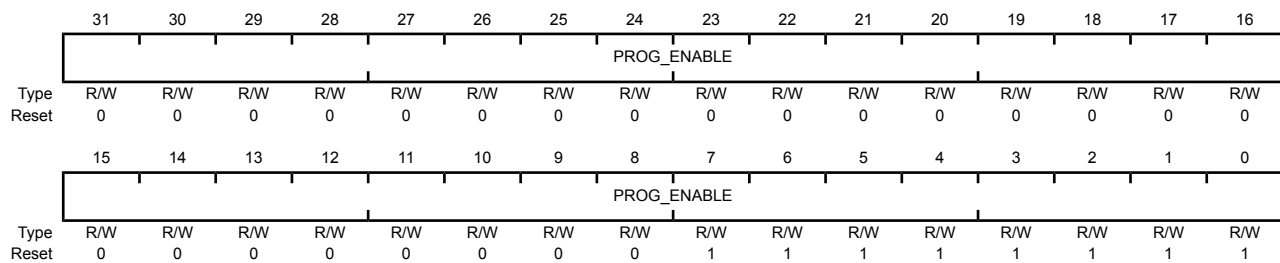 31 30 29 28 27 26 25 24 23 22 21 20 19 18 17 16
PROG_ENABLE
Type R/W R/W R/W R/W R/W R/W R/W R/W R/W R/W R/W R/W R/W R/W R/W R/W
Reset 0 0 0 0 0 0 0 0 0 0 0 0 0 0 0 0
15 14 13 12 11 10 9 8 7 6 5 4 3 2 1 0
PROG_ENABLE
Type R/W R/W R/W R/W R/W R/W R/W R/W R/W R/W R/W R/W R/W R/W R/W R/W
Reset 0 0 0 0 0 0 0 0 1 1 1 1 1 1 1 1